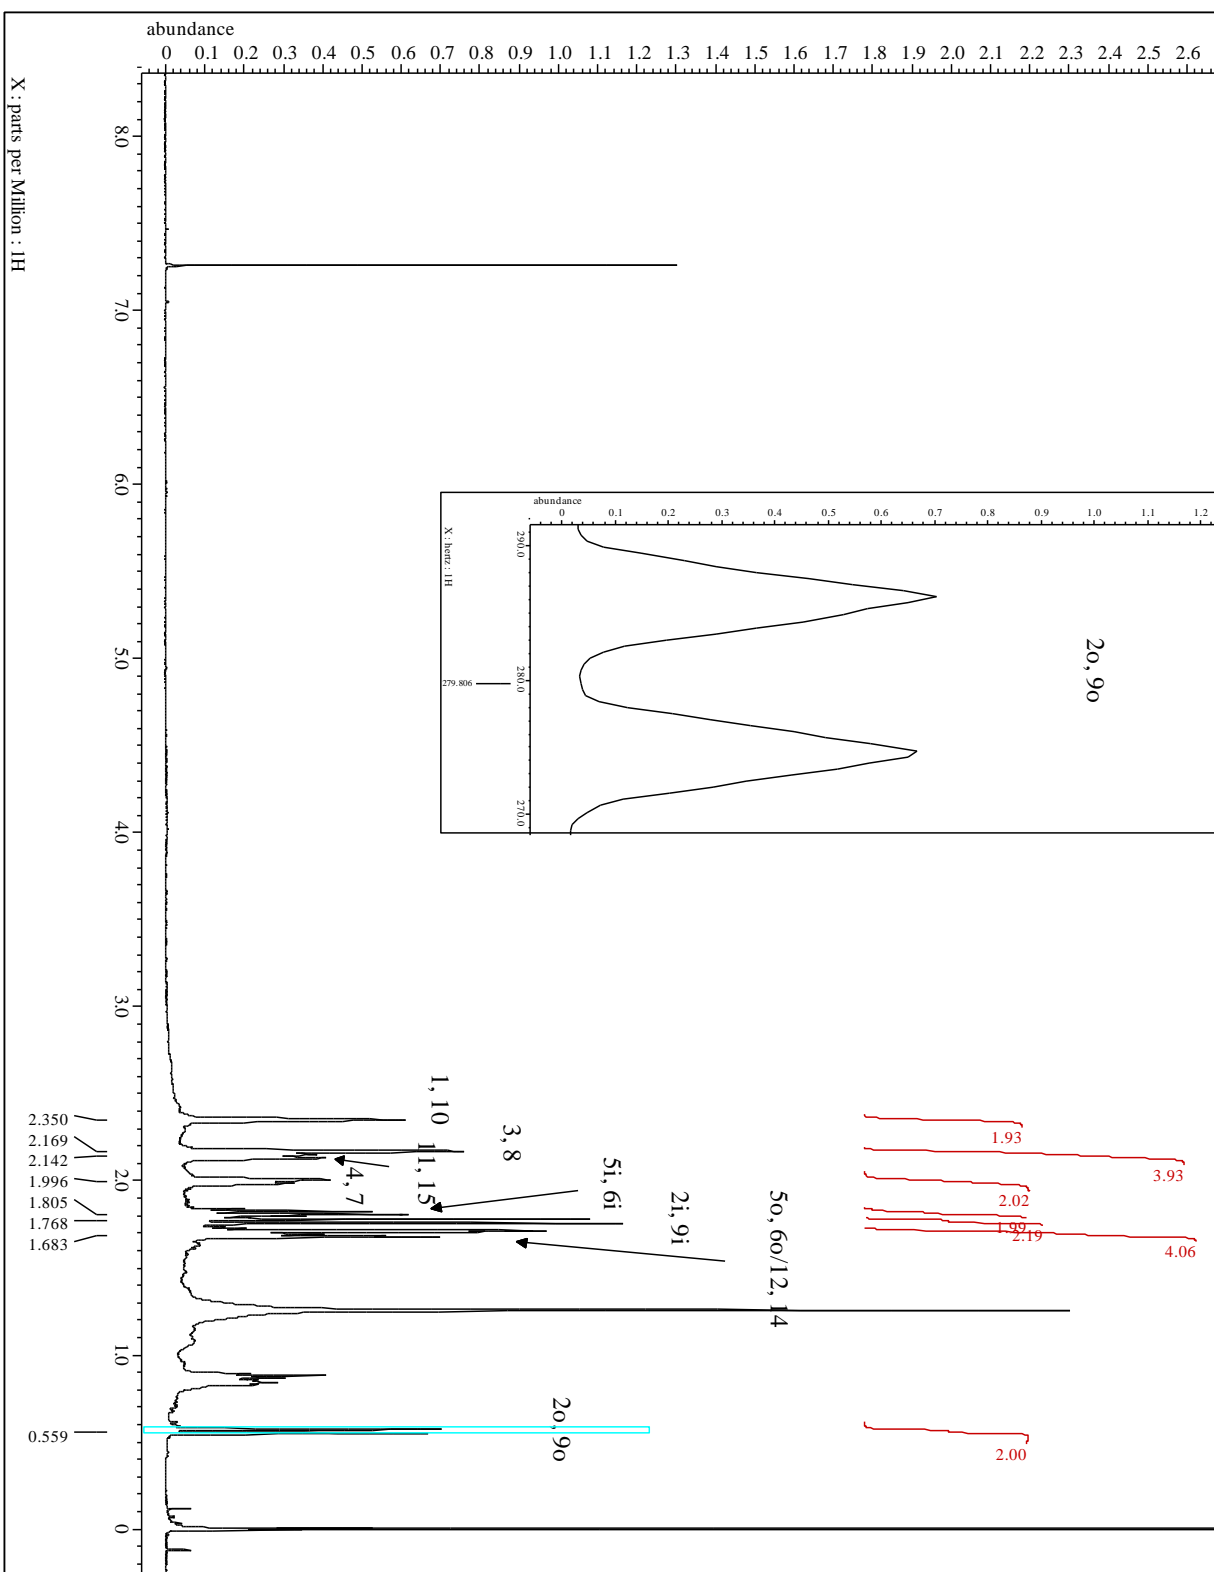 abundance
0 0.1 0.2 0.3 0.4 0.5 0.6 0.7 0.8 0.9 1.0 1.1 1.2 1.3 1.4 1.5 1.6 1.7 1.8 1.9 2.0 2.1 2.2 2.3 2.4 2.5 2.6
X : parts per Million : 1H
8.0 7.0 6.0 5.0 4.0 3.0 2.0 1.0 0
abundance
0 0.1 0.2 0.3 0.4 0.5 0.6 0.7 0.8 0.9 1.0 1.1 1.2
X : hertz : 1H
290.0 280.0 270.0
279.806
2o, 9o
1, 10
3, 8
11, 15
4, 7
5i, 6i
2i, 9i
5o, 6o/12, 14
2o, 9o
2.350
2.169
2.142
1.996
1.805
1.768
1.683
0.559
1.93
3.93
2.02
1.99
2.19
4.06
2.00